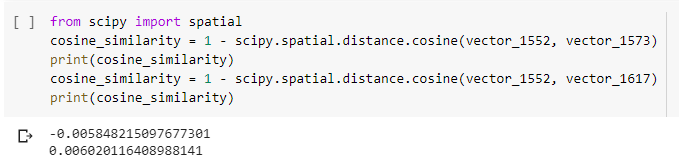 [ ] from scipy import spatial
cosine_similarity = 1 - scipy.spatial.distance.cosine(vector_1552, vector_1573)
print(cosine_similarity)
cosine_similarity = 1 - scipy.spatial.distance.cosine(vector_1552, vector_1617)
print(cosine_similarity)
-0.005848215097677301
0.006020116408988141